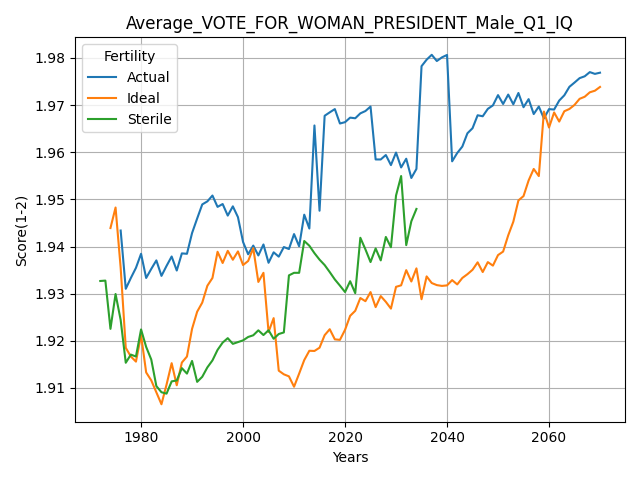 Average_VOTE_FOR_WOMAN_PRESIDENT_Male_Q1_IQ
Fertility
Actual
Ideal
Sterile
Score(1-2)
1.98
1.97
1.96
1.95
1.94
1.93
1.92
1.91
1980 2000 2020 2040 2060
Years